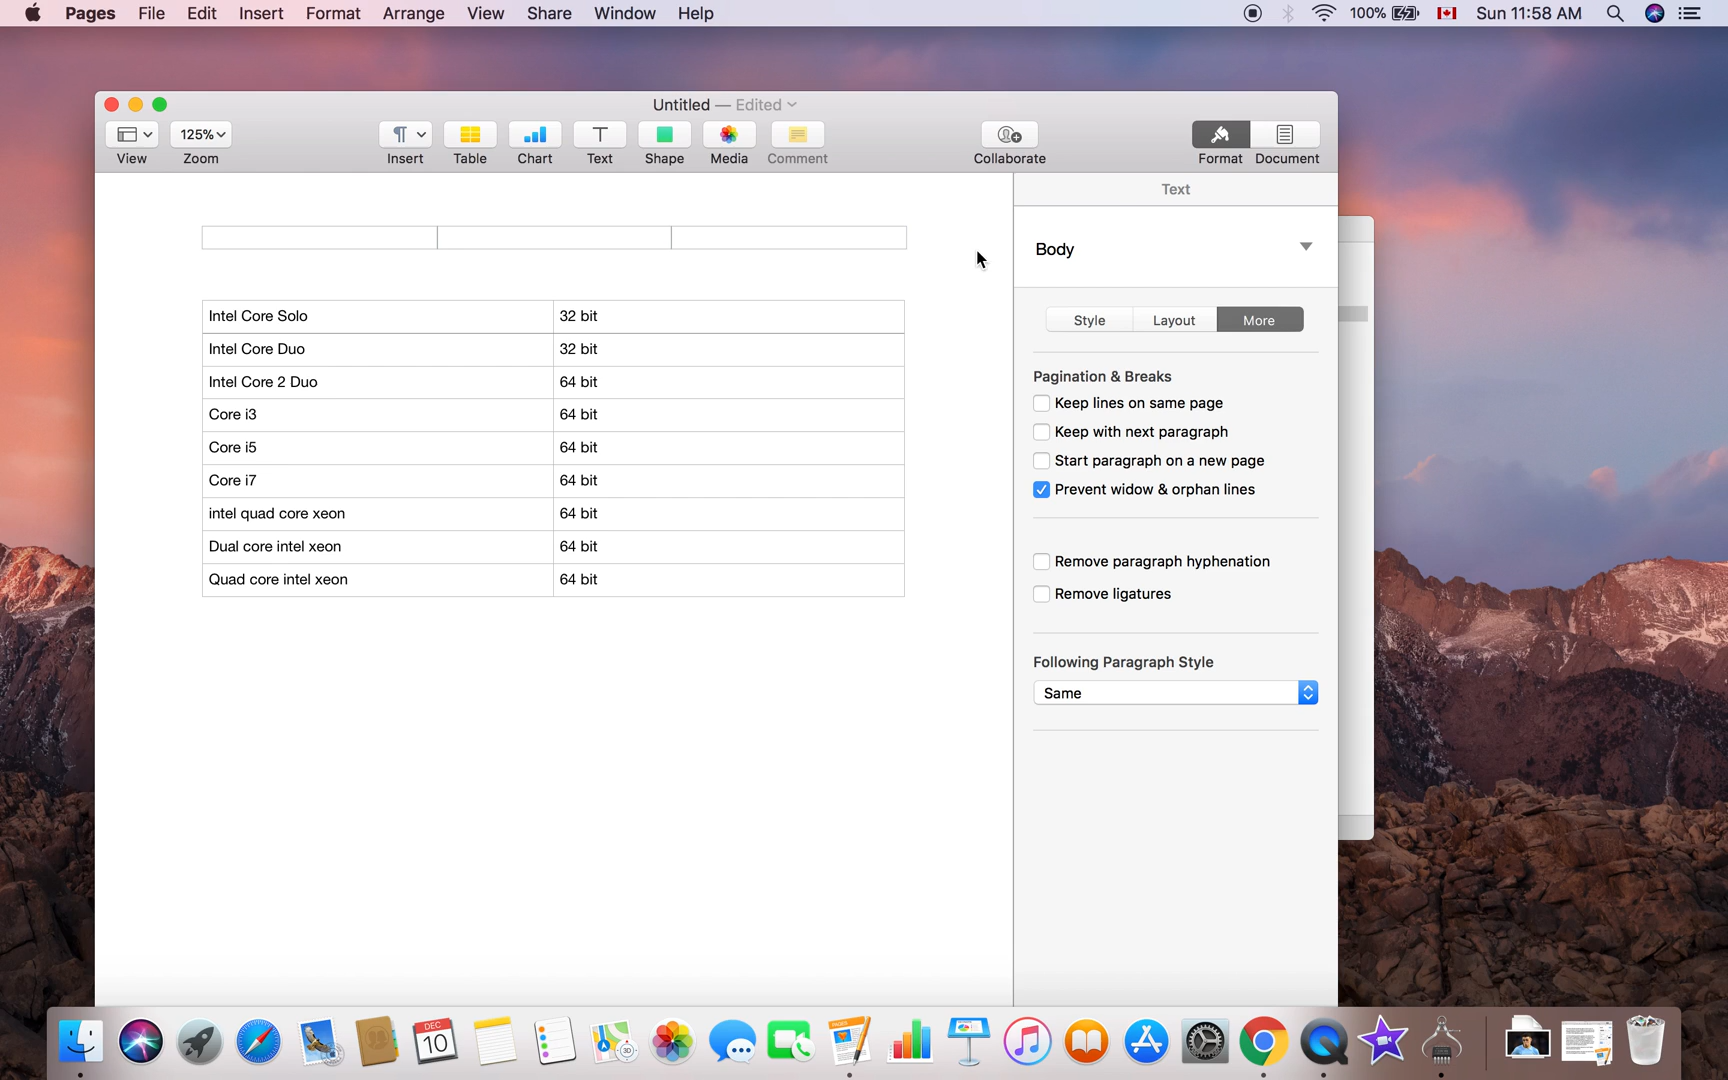 Pages File Edit Insert Format Arrange View Share Window Help 100% Sun 11:58 AM
Untitled — Edited
125%
View Zoom Insert Table Chart Text Shape Media Comment Collaborate Format Document
Text
Body
Style Layout More
Intel Core Solo 32 bit
Intel Core Duo 32 bit
Intel Core 2 Duo 64 bit
Core i3 64 bit
Core i5 64 bit
Core i7 64 bit
intel quad core xeon 64 bit
Dual core intel xeon 64 bit
Quad core intel xeon 64 bit
Pagination & Breaks
Keep lines on same page
Keep with next paragraph
Start paragraph on a new page
Prevent widow & orphan lines
Remove paragraph hyphenation
Remove ligatures
Following Paragraph Style
Same
DEC
10
3D
PAGES